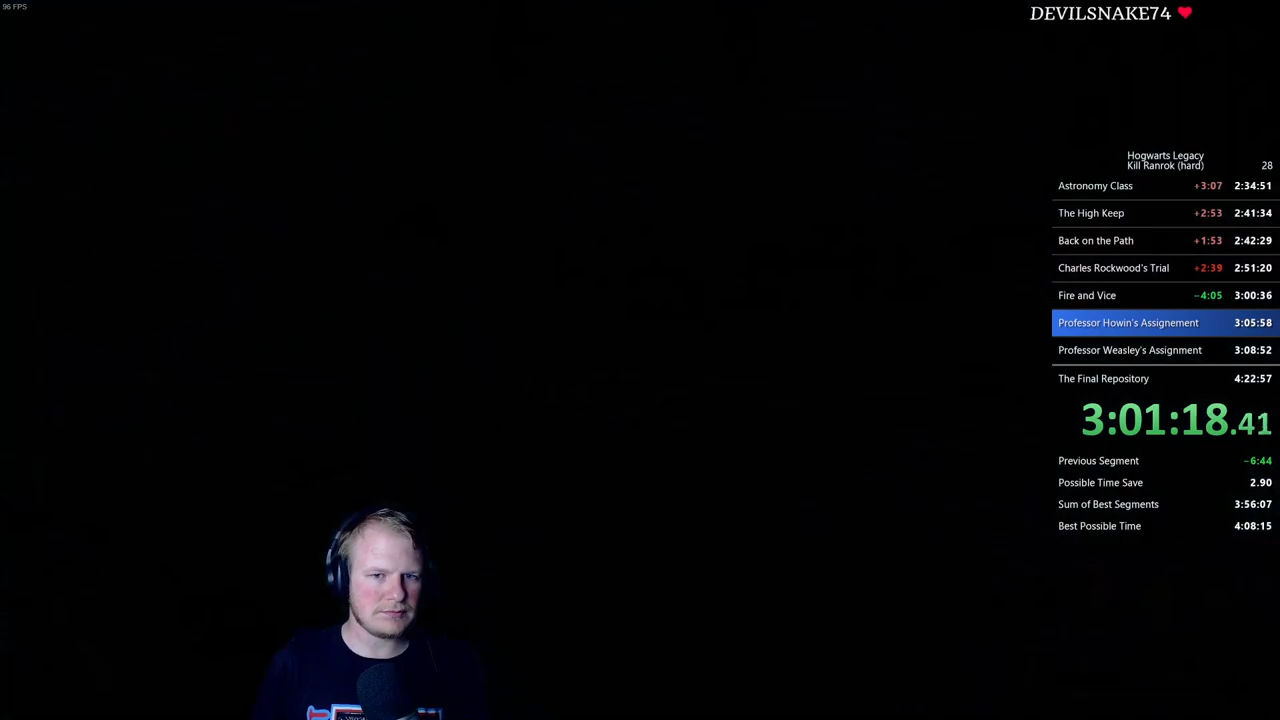 96 FPS
DEVILSNAKE74
Hogwarts Legacy
Kill Ranrok (hard) 28
Astronomy Class +3:07 2:34:51
The High Keep +2:53 2:41:34
Back on the Path +1:53 2:42:29
Charles Rockwood's Trial +2:39 2:51:20
Fire and Vice −4:05 3:00:36
Professor Howin's Assignement 3:05:58
Professor Weasley's Assignment 3:08:52
The Final Repository 4:22:57
3:01:18.41
Previous Segment −6:44
Possible Time Save 2.90
Sum of Best Segments 3:56:07
Best Possible Time 4:08:15